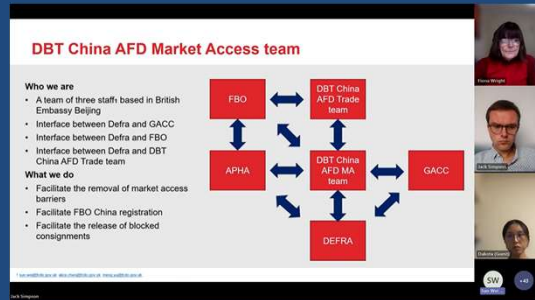 DBT China AFD Market Access team
Who we are
• A team of three staff¹ based in British
Embassy Beijing
• Interface between Defra and GACC
• Interface between Defra and FBO
• Interface between Defra and DBT
China AFD Trade team
What we do
• Facilitate the removal of market access
barriers
• Facilitate FBO China registration
• Facilitate the release of blocked
consignments
FBO
DBT China
AFD Trade
team
APHA
DBT China
AFD MA
team
GACC
DEFRA
Jack Simpson
Fiona Wright
Jack Simpson
(Guest)
SW
+43